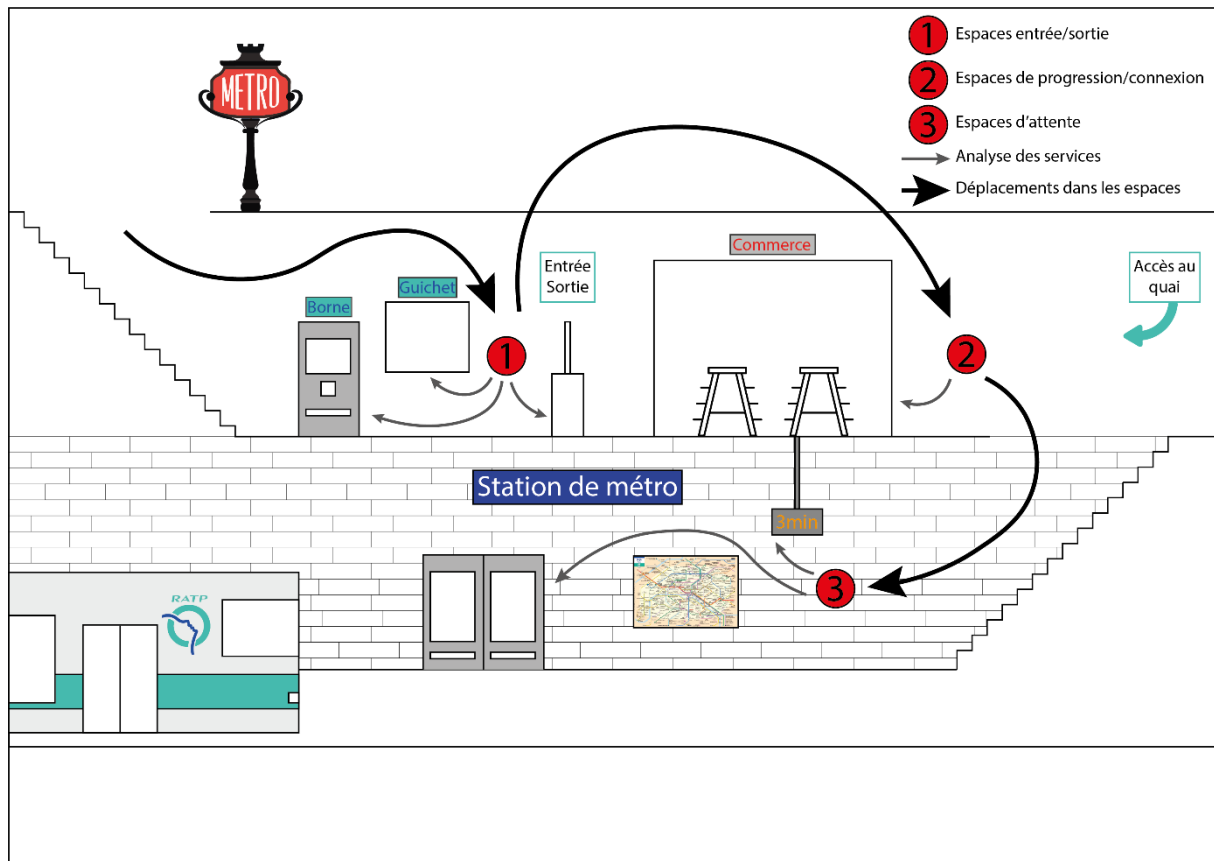 METRO
1 Espaces entrée/sortie
2 Espaces de progression/connexion
3 Espaces d'attente
Analyse des services
Déplacements dans les espaces
Borne
Guichet
1
Entrée
Sortie
Commerce
2
Accès au
quai
Station de métro
3min
3
RATP